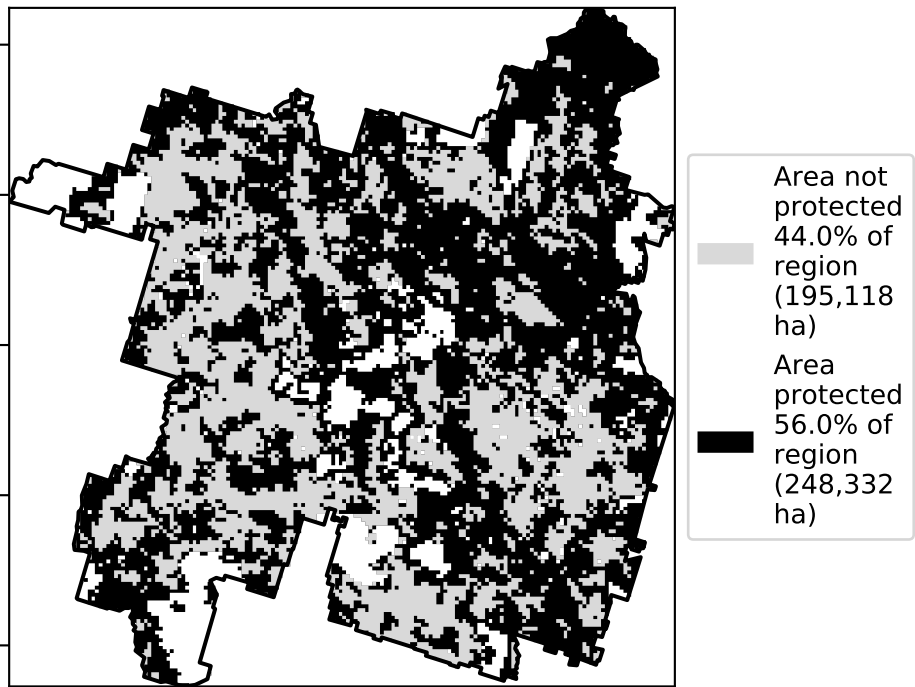 Area not
protected
44.0% of
region
(195,118
ha)
Area
protected
56.0% of
region
(248,332
ha)